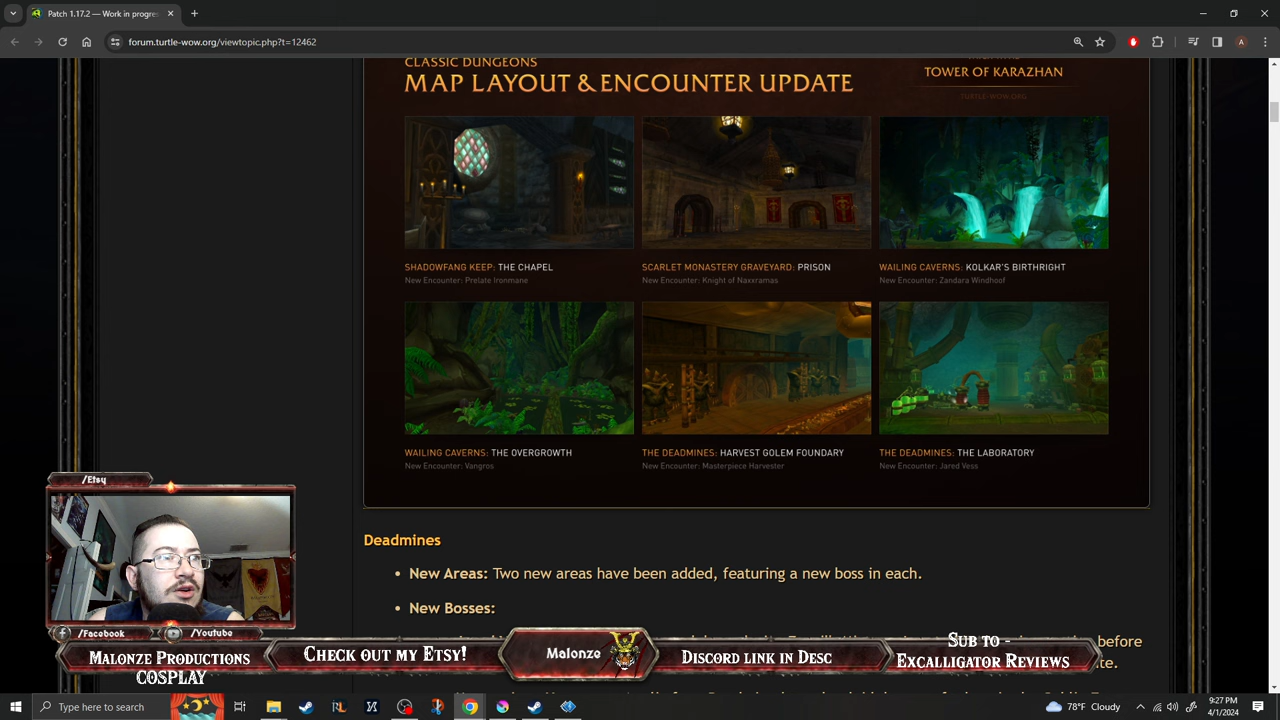 Patch 1.17.2 — Work in progres
forum.turtle-wow.org/viewtopic.php?t=12462
A
CLASSIC DUNGEONS
MAP LAYOUT & ENCOUNTER UPDATE
TOWER OF KARAZHAN
TURTLE-WOW.ORG
SHADOWFANG KEEP: THE CHAPEL
New Encounter: Prelate Ironmane
SCARLET MONASTERY GRAVEYARD: PRISON
New Encounter: Knight of Naxxramas
WAILING CAVERNS: KOLKAR'S BIRTHRIGHT
New Encounter: Zandara Windhoof
WAILING CAVERNS: THE OVERGROWTH
New Encounter: Vangros
THE DEADMINES: HARVEST GOLEM FOUNDARY
New Encounter: Masterpiece Harvester
THE DEADMINES: THE LABORATORY
New Encounter: Jared Vess
Deadmines
• New Areas: Two new areas have been added, featuring a new boss in each.
• New Bosses:
before
te.
/Etsy
/Facebook
/Youtube
Malonze Productions
COSPLAY
Check out my Etsy!
Malonze
Discord link in Desc
Sub to -
Excalligator Reviews
Type here to search
78°F Cloudy
9:27 PM
4/1/2024